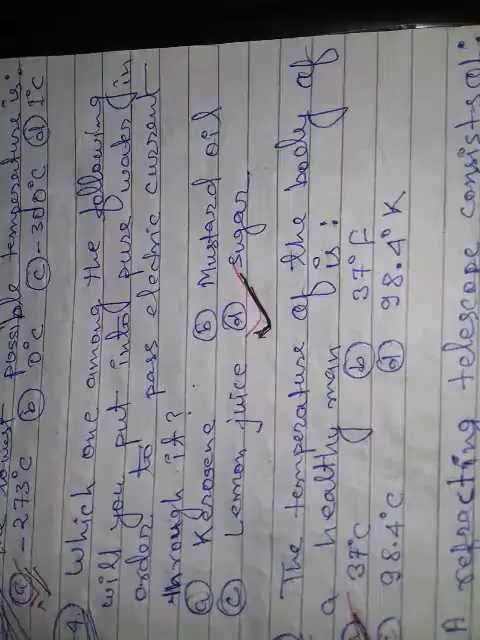 lowest possible temperature is:
(a) -273°C (b) 0°C (c) -300°C (d) 1°C
4. Which one among the following
will you put into pure water in
order to pass electric current
through it?
(a) Kerosene (b) Mustard oil
(c) Lemon juice (d) Sugar
The temperature of the body of
a healthy man is:
37°C (b) 37°F
98.4°C (d) 98.4°K
A refracting telescope consists of: